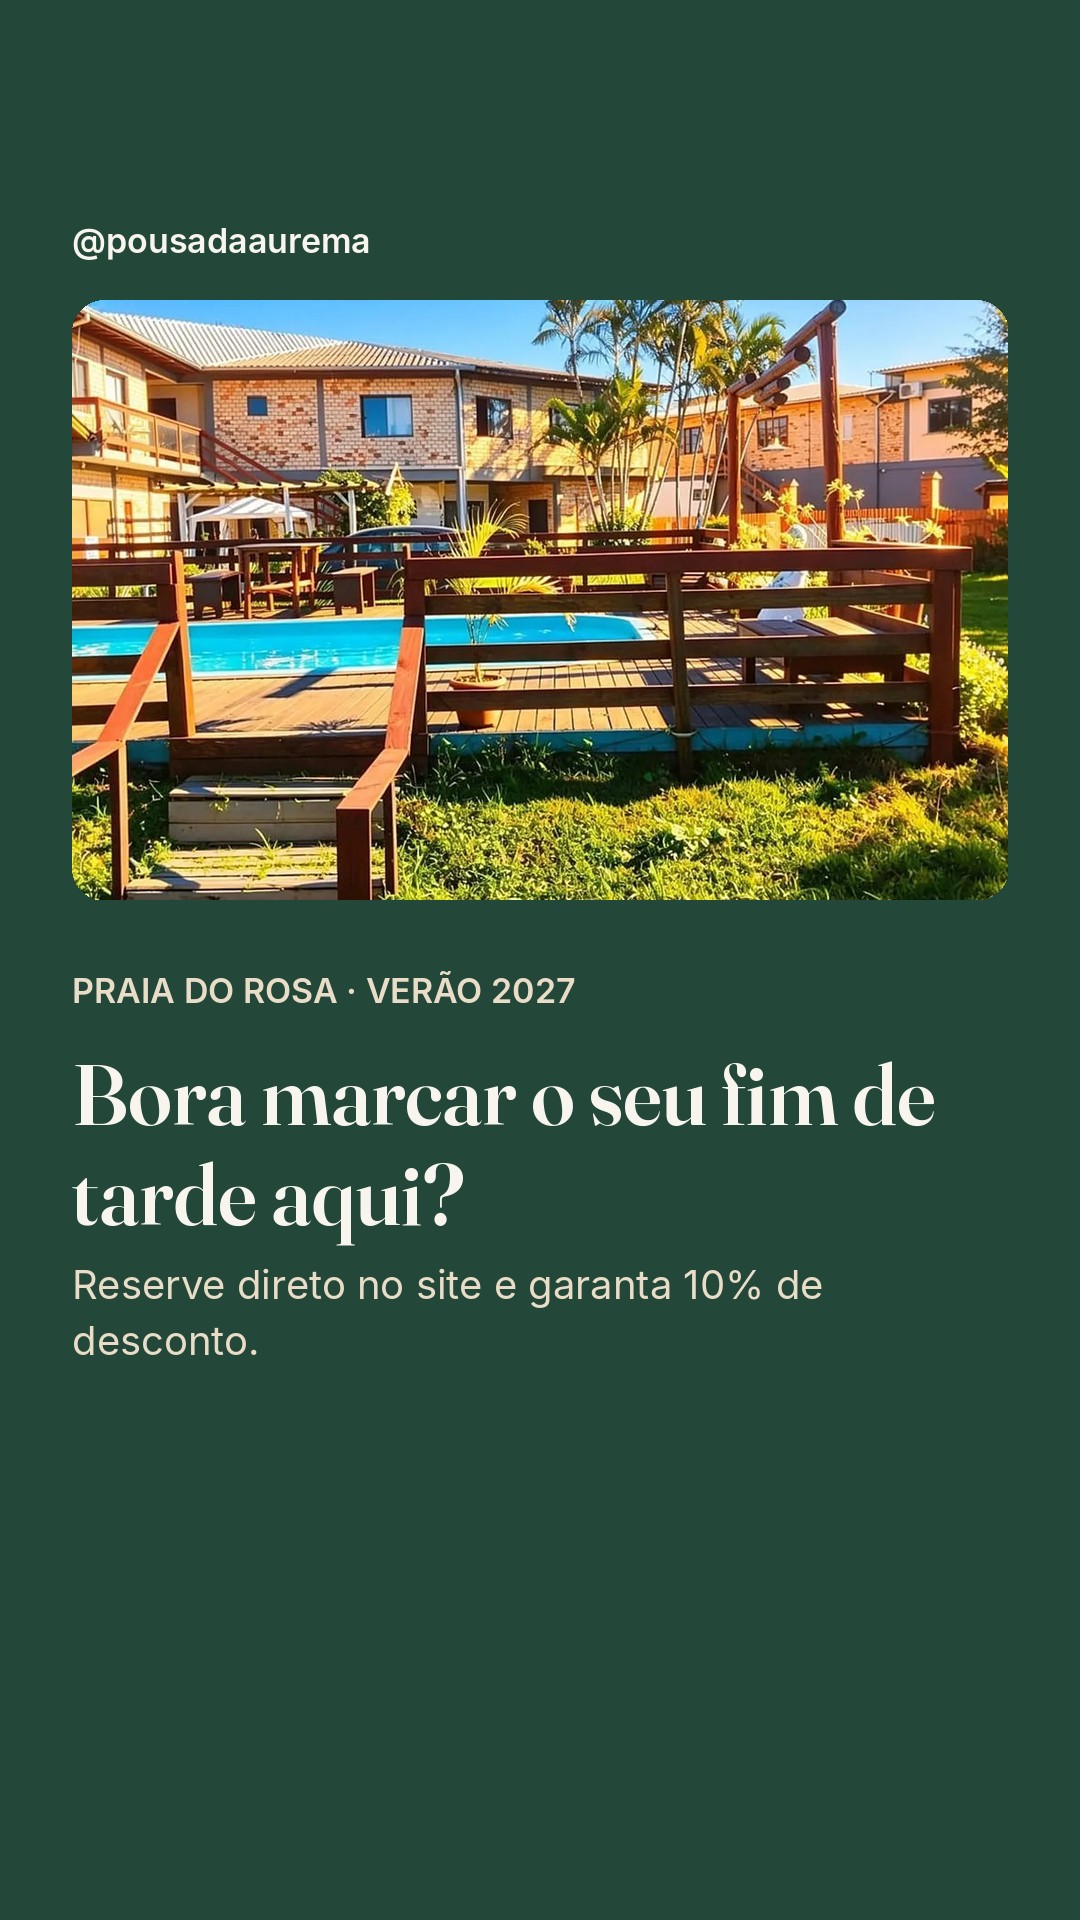 @pousadaaurema
PRAIA DO ROSA · VERÃO 2027
Bora marcar o seu fim de
tarde aqui?
Reserve direto no site e garanta 10% de
desconto.